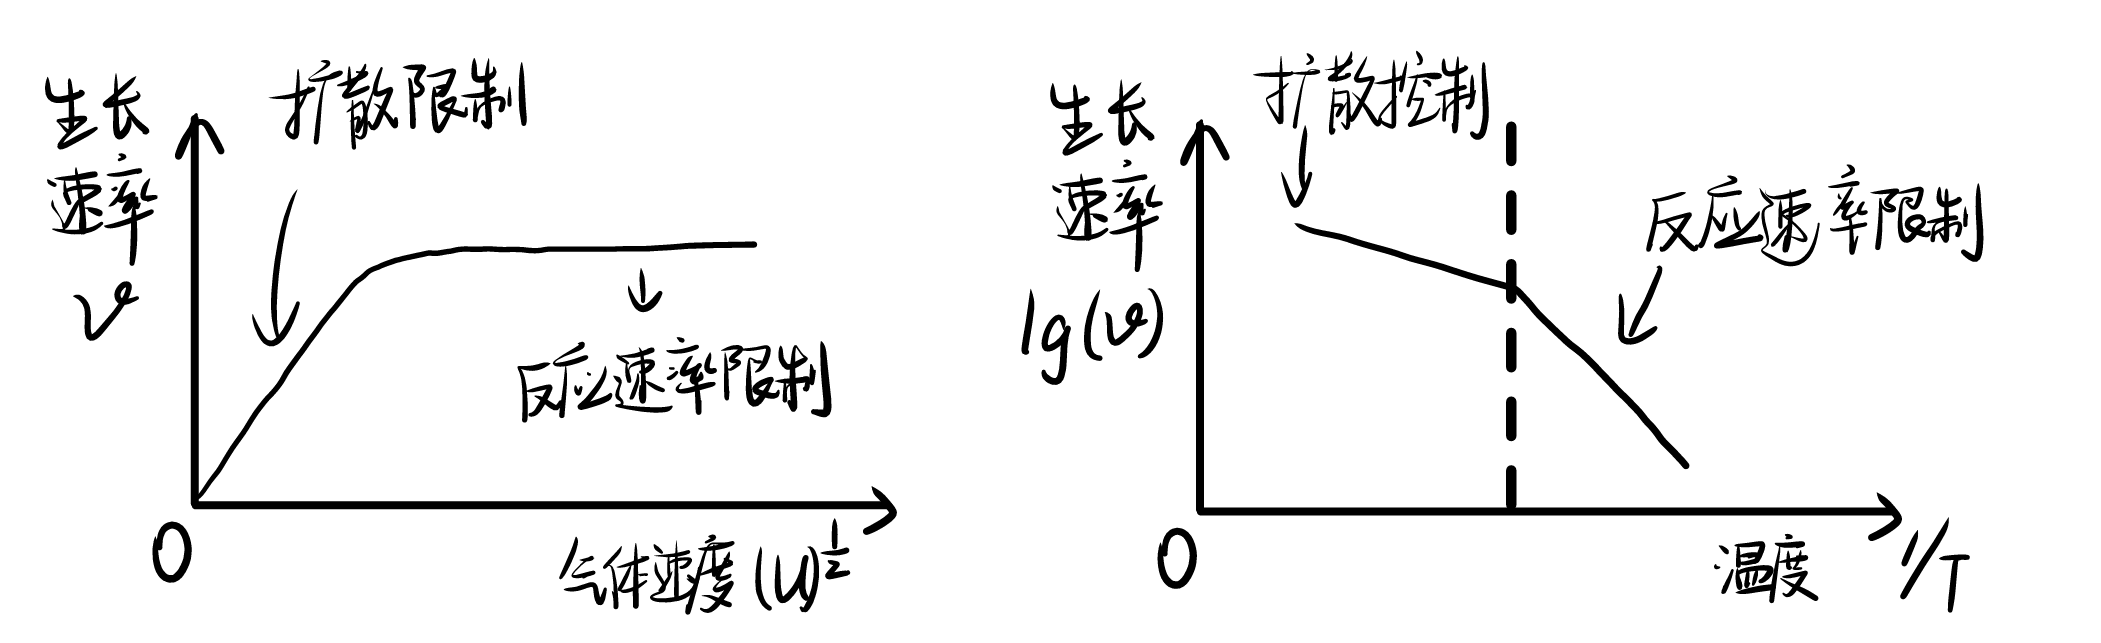 生长
速率
v
扩散限制
反应速率限制
O
气体速度(U)^½
生长
速率
lg(v)
扩散控制
反应速率限制
O
温度 1/T